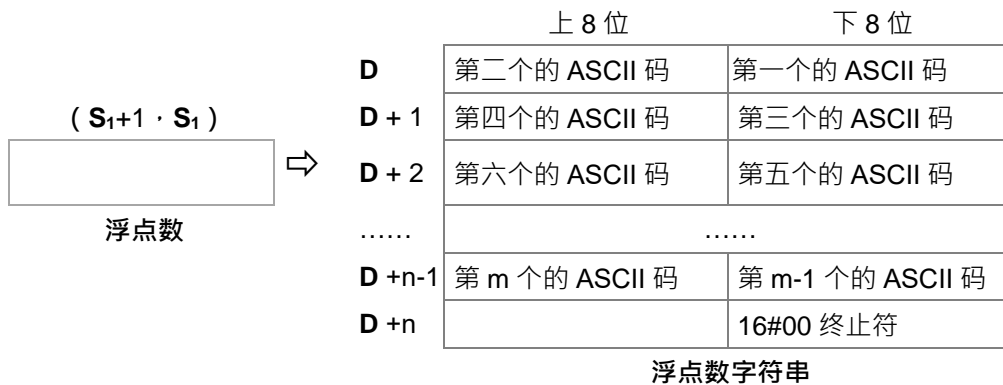 上 8 位 下 8 位
D 第二个的 ASCII 码 第一个的 ASCII 码
( S₁+1，S₁ ) D + 1 第四个的 ASCII 码 第三个的 ASCII 码
D + 2 第六个的 ASCII 码 第五个的 ASCII 码
浮点数 …… ……
D +n-1 第 m 个的 ASCII 码 第 m-1 个的 ASCII 码
D +n 16#00 终止符
浮点数字符串